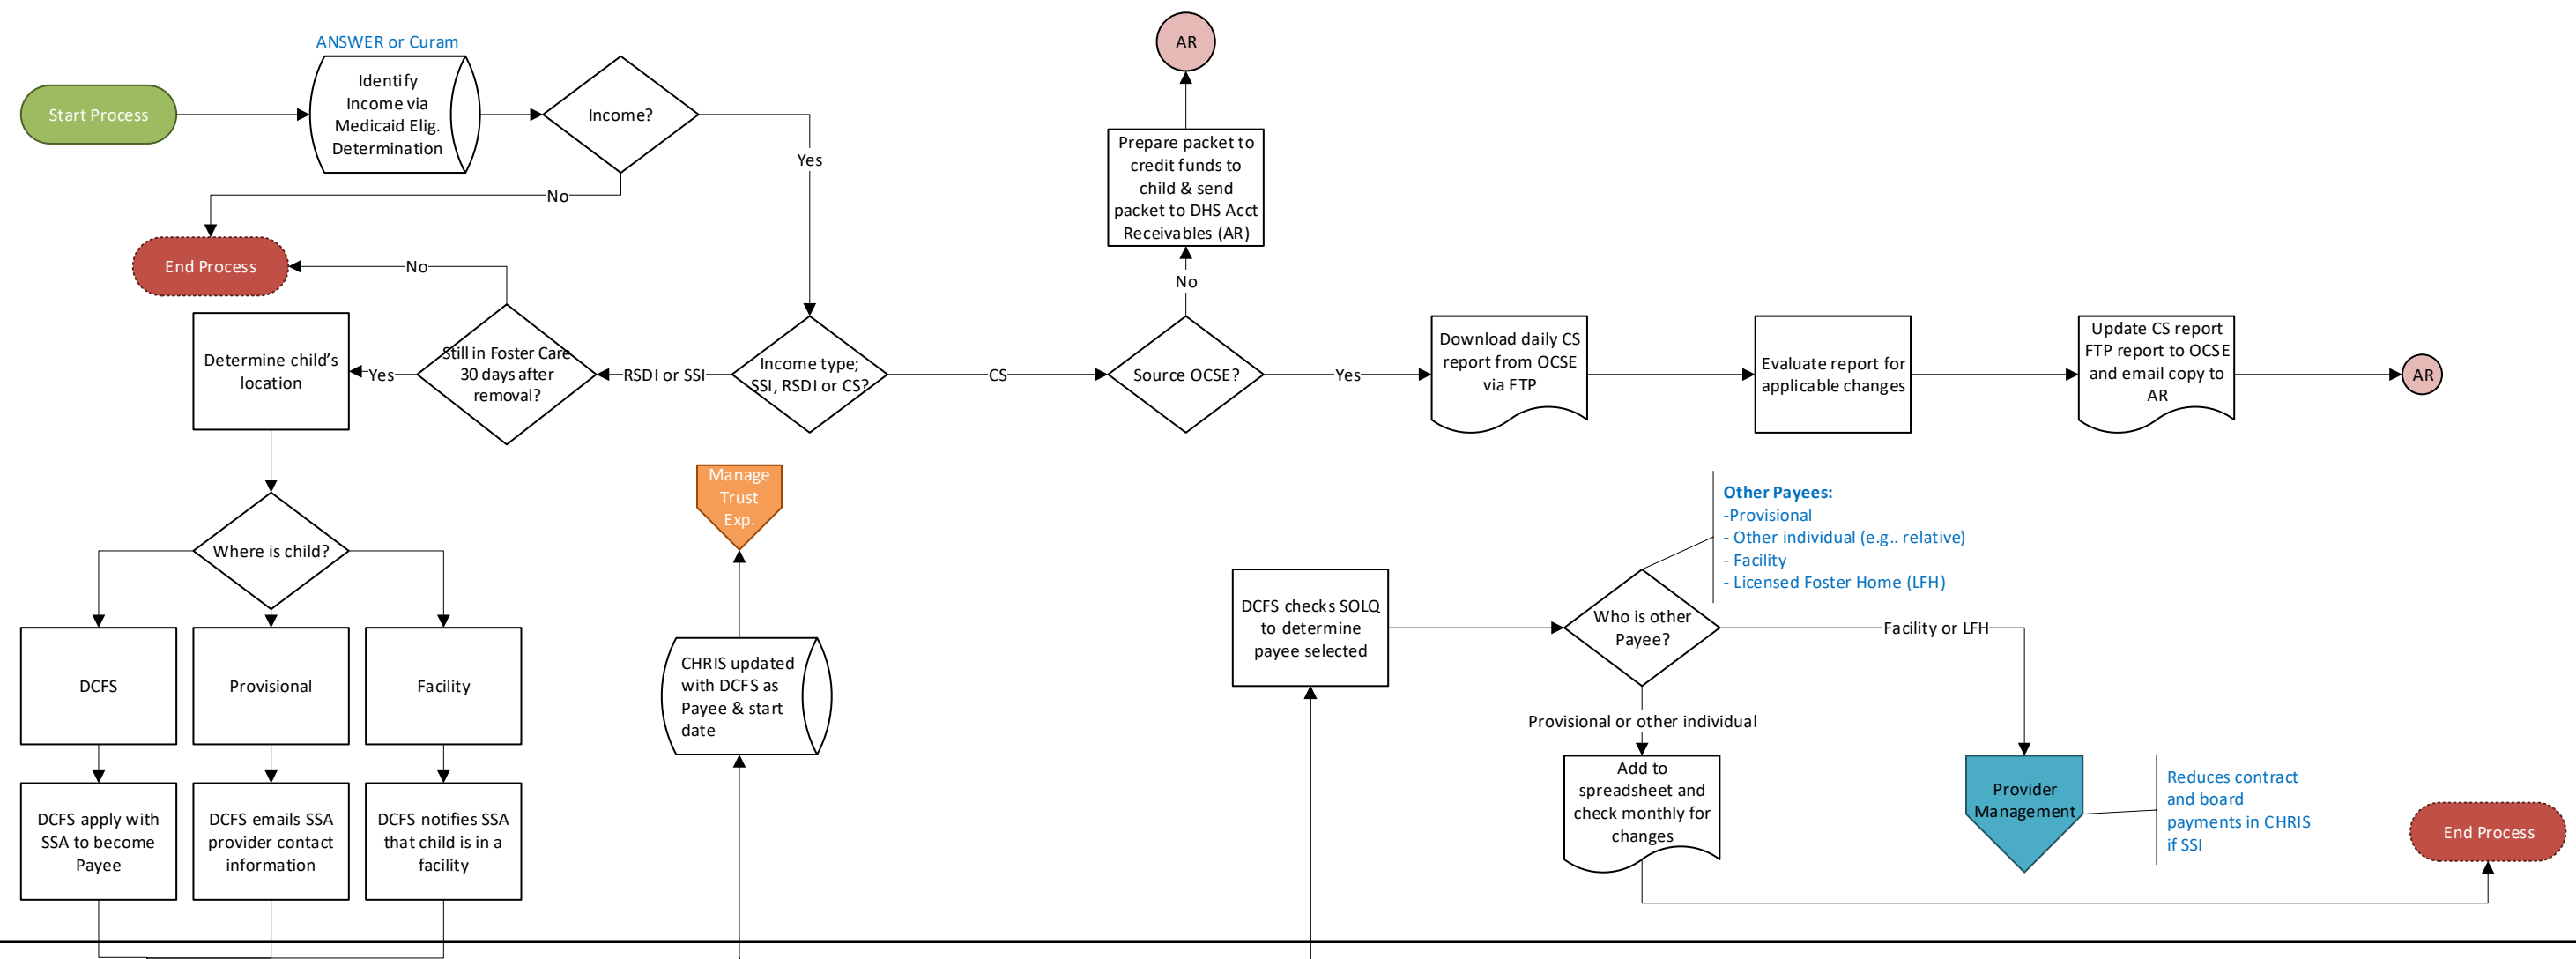 ANSWER or Curam
Start Process
Identify
Income via
Medicaid Elig.
Determination
Income?
Yes
No
End Process
AR
Prepare packet to
credit funds to
child & send
packet to DHS Acct
Receivables (AR)
No
No
Determine child's
location
Yes
Still in Foster Care
30 days after
removal?
RSDI or SSI
Income type;
SSI, RSDI or CS?
CS
Source OCSE?
Yes
Download daily CS
report from OCSE
via FTP
Evaluate report for
applicable changes
Update CS report
FTP report to OCSE
and email copy to
AR
AR
Where is child?
DCFS
Provisional
Facility
DCFS apply with
SSA to become
Payee
DCFS emails SSA
provider contact
information
DCFS notifies SSA
that child is in a
facility
Manage
Trust
Exp.
CHRIS updated
with DCFS as
Payee & start
date
DCFS checks SOLQ
to determine
payee selected
Who is other
Payee?
Other Payees:
-Provisional
- Other individual (e.g.. relative)
- Facility
- Licensed Foster Home (LFH)
Facility or LFH
Provisional or other individual
Add to
spreadsheet and
check monthly for
changes
Provider
Management
Reduces contract
and board
payments in CHRIS
if SSI
End Process